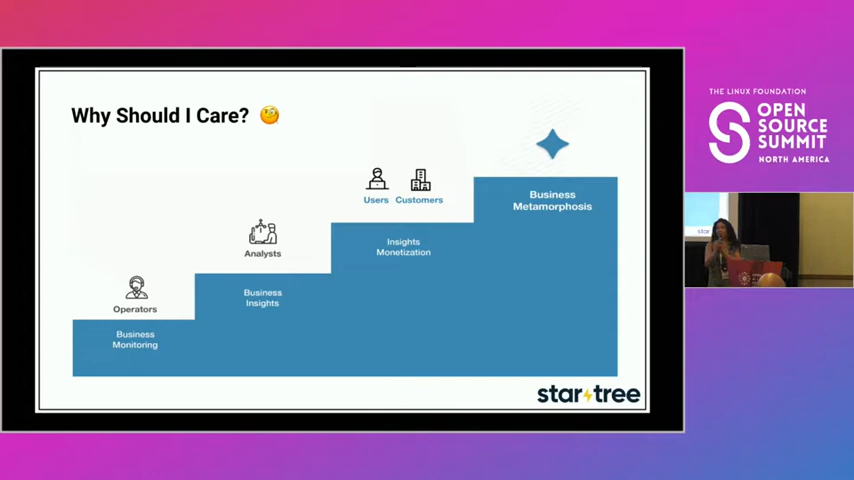 Why Should I Care?
Users Customers
Business
Metamorphosis
Analysts
Insights
Monetization
Operators
Business
Insights
Business
Monitoring
star tree
THE LINUX FOUNDATION
OPEN
SOURCE
SUMMIT
NORTH AMERICA
star